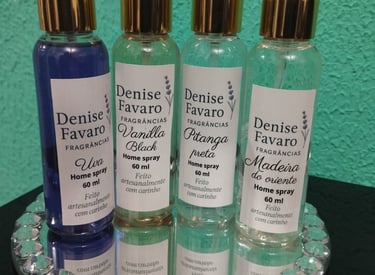 Denise
Favaro
FRAGRÂNCIAS
Uva
Home spray
60 ml
Feito
artesanalmente
com carinho
Denise
Favaro
FRAGRÂNCIAS
Vanilla
Black
Home spray
60 ml
Feito
artesanalmente
com carinho
Denise
Favaro
FRAGRÂNCIAS
Pitanga
preta
Home spray
60 ml
Feito
artesanalmente
com carinho
Denise
Favaro
FRAGRÂNCIAS
Madeira
do oriente
Home spray
60 ml
Feito
artesanalmente
com carinho